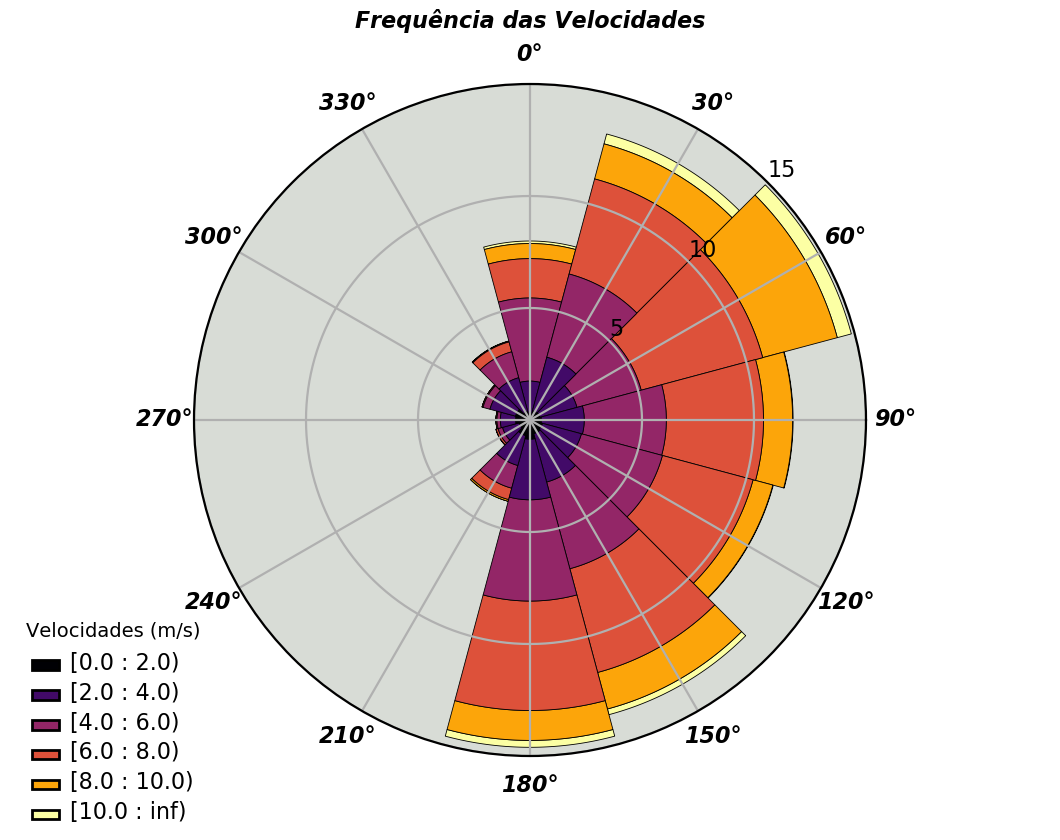 Frequência das Velocidades
0°
330°
30°
15
300°
60°
10
5
270°
90°
240°
120°
210°
150°
180°
Velocidades (m/s)
[0.0 : 2.0)
[2.0 : 4.0)
[4.0 : 6.0)
[6.0 : 8.0)
[8.0 : 10.0)
[10.0 : inf)